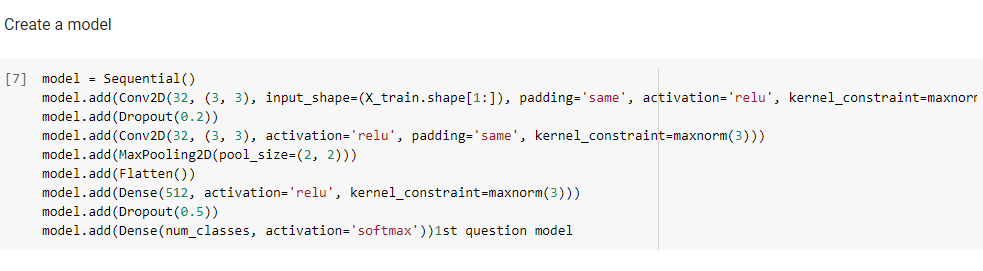 Create a model
[7] model = Sequential()
model.add(Conv2D(32, (3, 3), input_shape=(X_train.shape[1:]), padding='same', activation='relu', kernel_constraint=maxnorm
model.add(Dropout(0.2))
model.add(Conv2D(32, (3, 3), activation='relu', padding='same', kernel_constraint=maxnorm(3)))
model.add(MaxPooling2D(pool_size=(2, 2)))
model.add(Flatten())
model.add(Dense(512, activation='relu', kernel_constraint=maxnorm(3)))
model.add(Dropout(0.5))
model.add(Dense(num_classes, activation='softmax'))1st question model